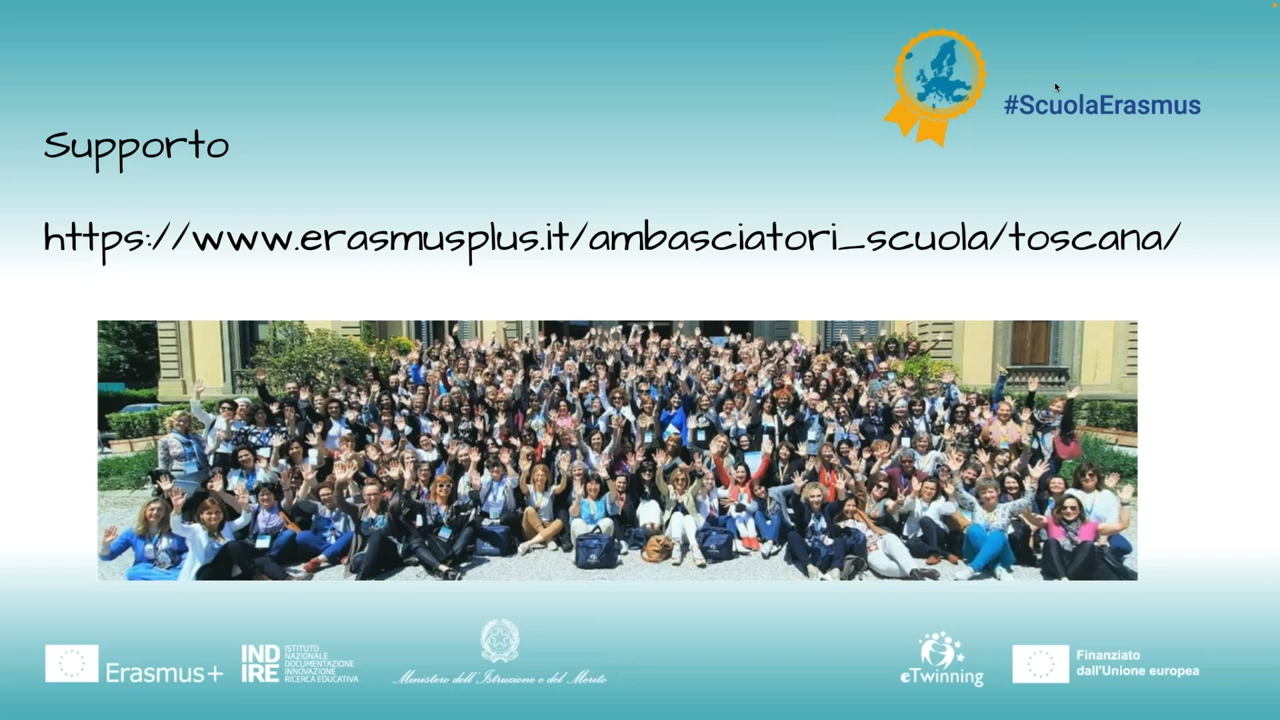 #ScuolaErasmus
Supporto
https://www.erasmusplus.it/ambasciatori_scuola/toscana/
Erasmus+
INDIRE
ISTITUTO
NAZIONALE
DOCUMENTAZIONE
INNOVAZIONE
RICERCA EDUCATIVA
Ministero dell'Istruzione e del Merito
eTwinning
Finanziato
dall'Unione europea